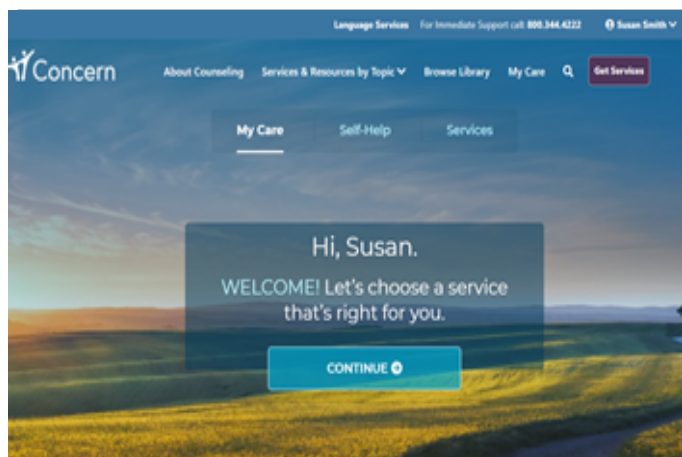 Language Services For Immediate Support call 800.344.4222 Susan Smith
Concern
About Counseling Services & Resources by Topic Browse Library My Care Get Services
My Care Self-Help Services
Hi, Susan.
WELCOME! Let's choose a service
that's right for you.
CONTINUE